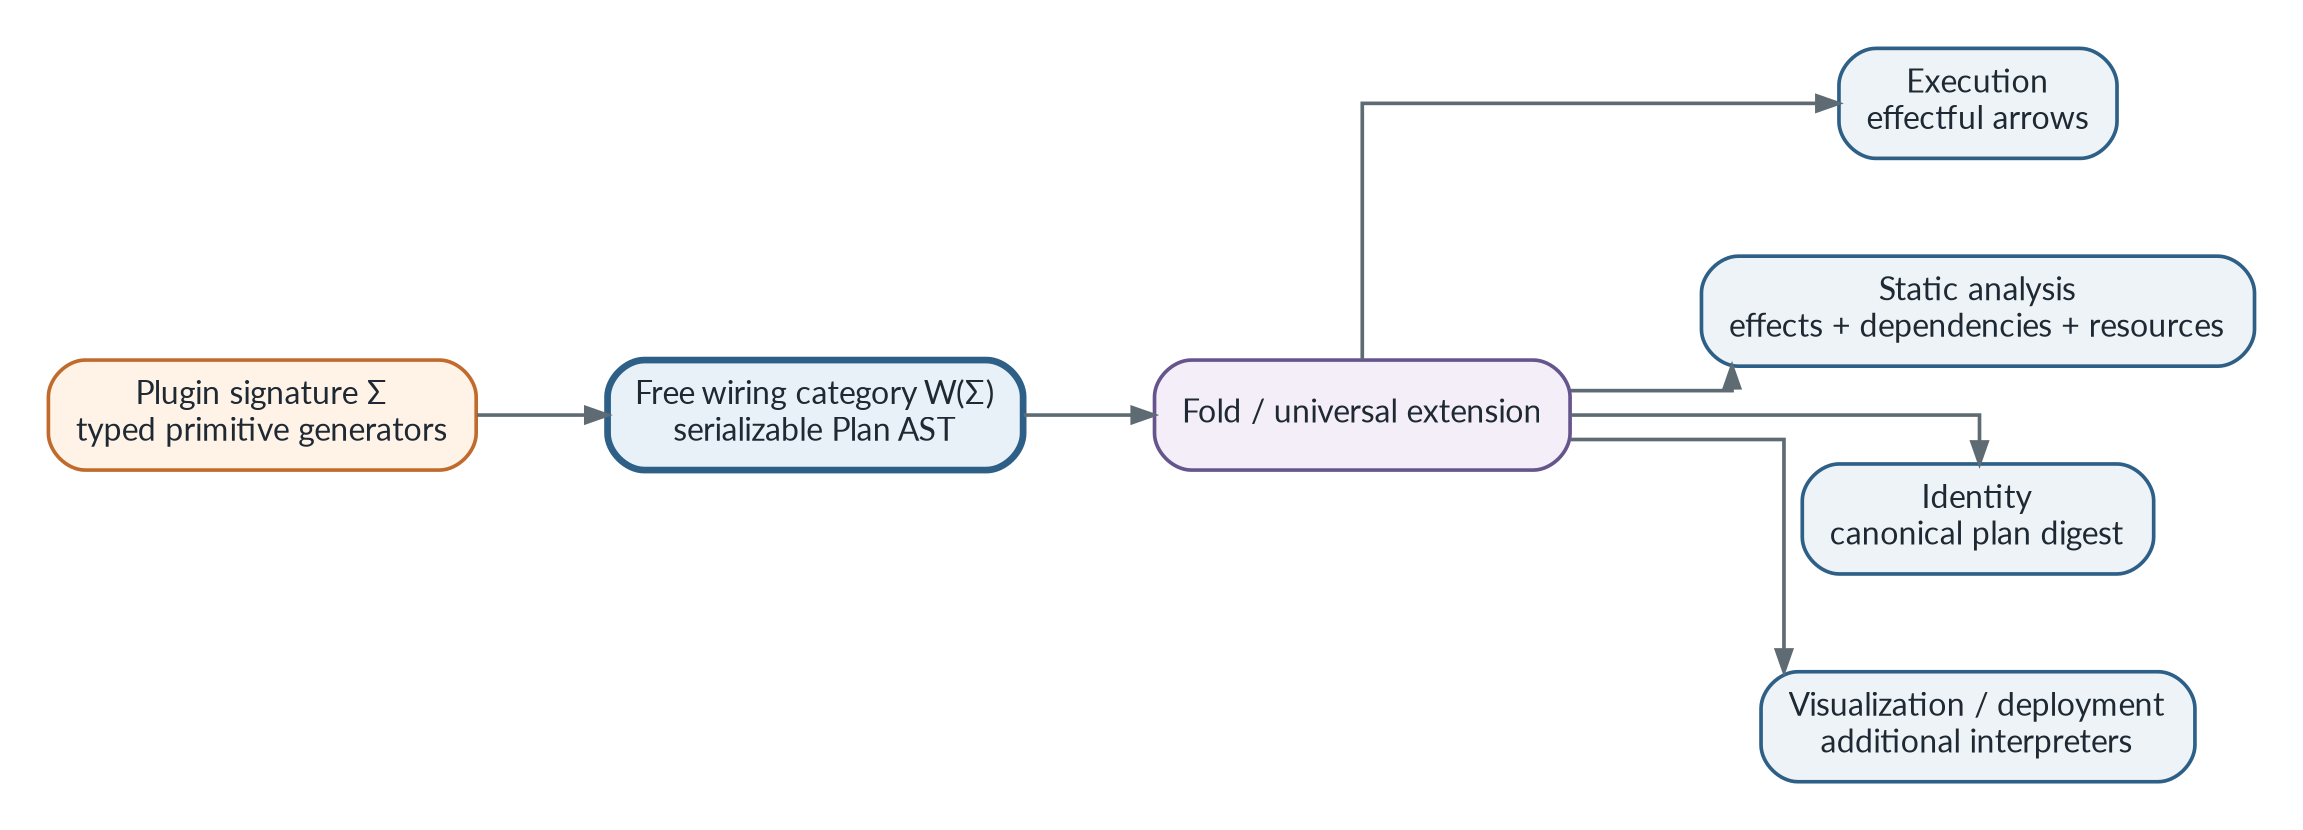 Plugin signature Σ
typed primitive generators
Free wiring category W(Σ)
serializable Plan AST
Fold / universal extension
Execution
effectful arrows
Static analysis
effects + dependencies + resources
Identity
canonical plan digest
Visualization / deployment
additional interpreters